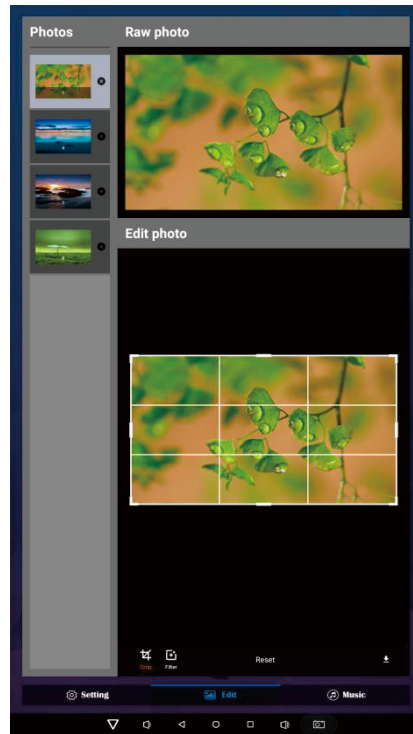 Photos
Raw photo
Edit photo
Crop
Filter
Reset
Setting
Edit
Music